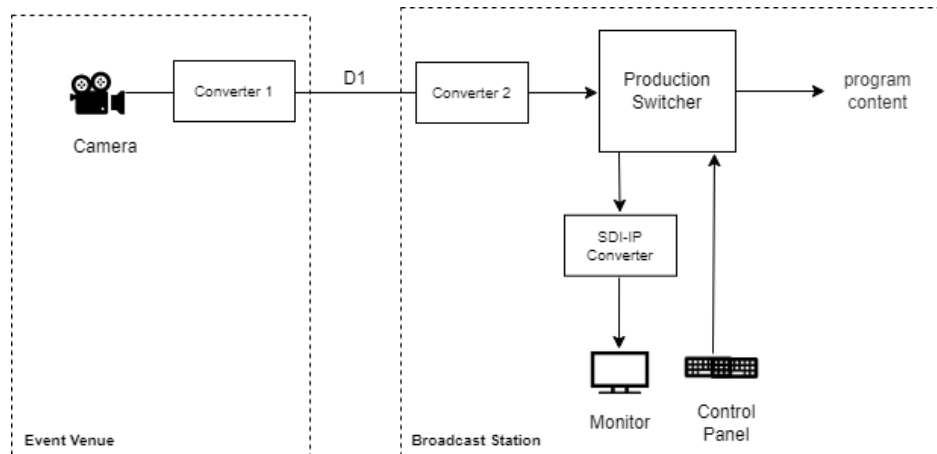 Converter 1
D1
Converter 2
Production
Switcher
program
content
Camera
SDI-IP
Converter
Monitor
Control
Panel
Event Venue
Broadcast Station